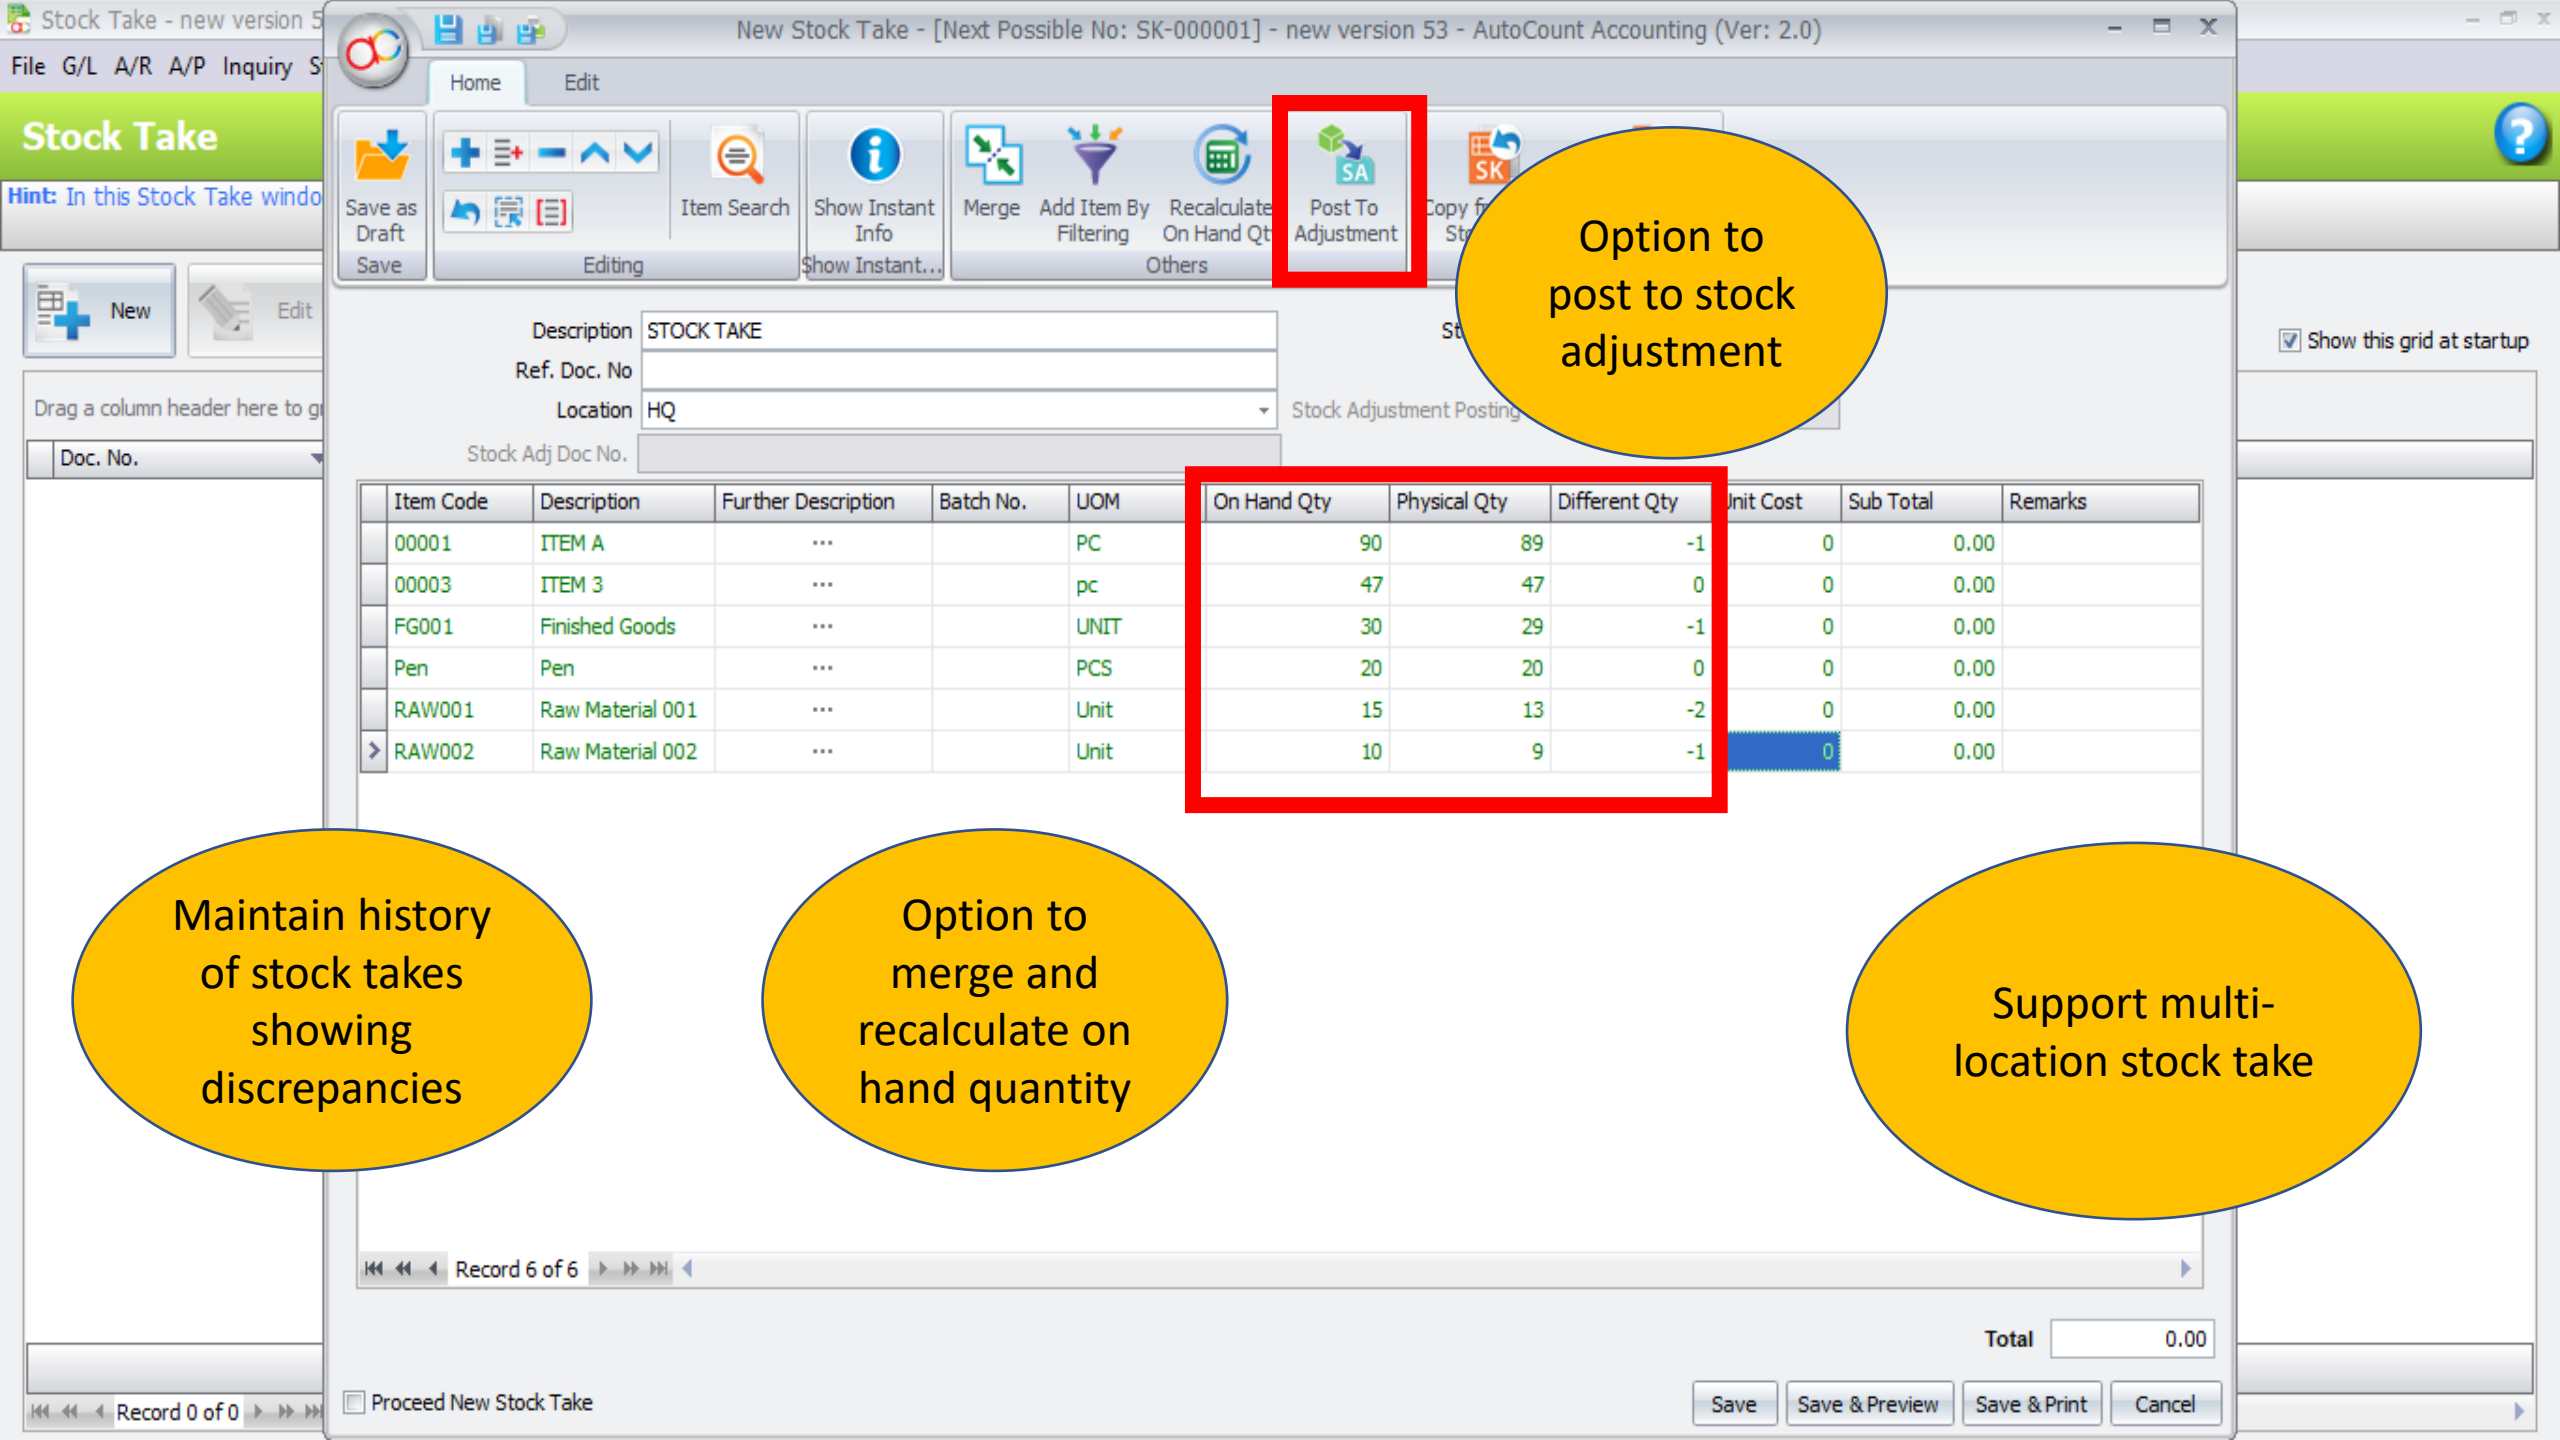 Stock Take - new version 5
New Stock Take - [Next Possible No: SK-000001] - new version 53 - AutoCount Accounting (Ver: 2.0)
File G/L A/R A/P Inquiry
Home Edit
Stock Take
Hint: In this Stock Take windo
Save as
Draft
Save
Editing
Item Search
Show Instant
Info
Show Instant...
Merge
Add Item By
Filtering
Recalculate
On Hand Qt
Others
SA
Post To
Adjustment
SK
Copy f
Option to
post to stock
adjustment
New
Edit
Description STOCK TAKE
Ref. Doc. No
Location HQ
Stock Adjustment Posting
Stock Adj Doc No.
Show this grid at startup
Drag a column header here to g
Doc. No.
Item Code Description Further Description Batch No. UOM On Hand Qty Physical Qty Different Qty Unit Cost Sub Total Remarks
00001 ITEM A ... PC 90 89 -1 0 0.00
00003 ITEM 3 ... pc 47 47 0 0 0.00
FG001 Finished Goods ... UNIT 30 29 -1 0 0.00
Pen Pen ... PCS 20 20 0 0 0.00
RAW001 Raw Material 001 ... Unit 15 13 -2 0 0.00
RAW002 Raw Material 002 ... Unit 10 9 -1 0 0.00
Maintain history
of stock takes
showing
discrepancies
Option to
merge and
recalculate on
hand quantity
Support multi-
location stock take
Record 6 of 6
Total 0.00
Proceed New Stock Take
Save
Save & Preview
Save & Print
Cancel
Record 0 of 0